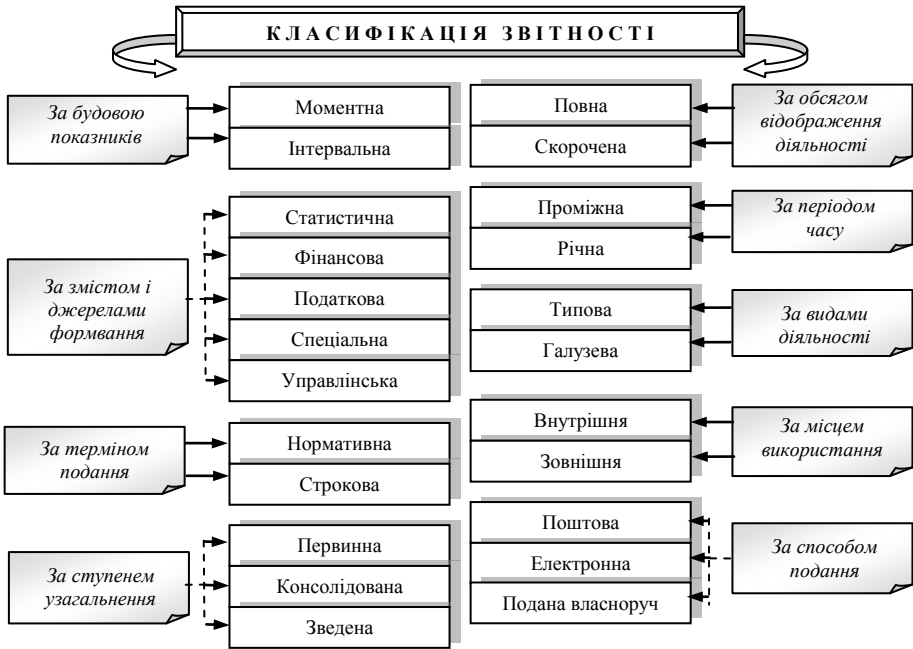 КЛАСИФІКАЦІЯ ЗВІТНОСТІ
За будовою
показників
Моментна
Інтервальна
За змістом і
джерелами
формвання
Статистична
Фінансова
Податкова
Спеціальна
Управлінська
За терміном
подання
Нормативна
Строкова
За ступенем
узагальнення
Первинна
Консолідована
Зведена
Повна
Скорочена
За обсягом
відображення
діяльності
Проміжна
Річна
За періодом
часу
Типова
Галузева
За видами
діяльності
Внутрішня
Зовнішня
За місцем
використання
Поштова
Електронна
Подана власноруч
За способом
подання